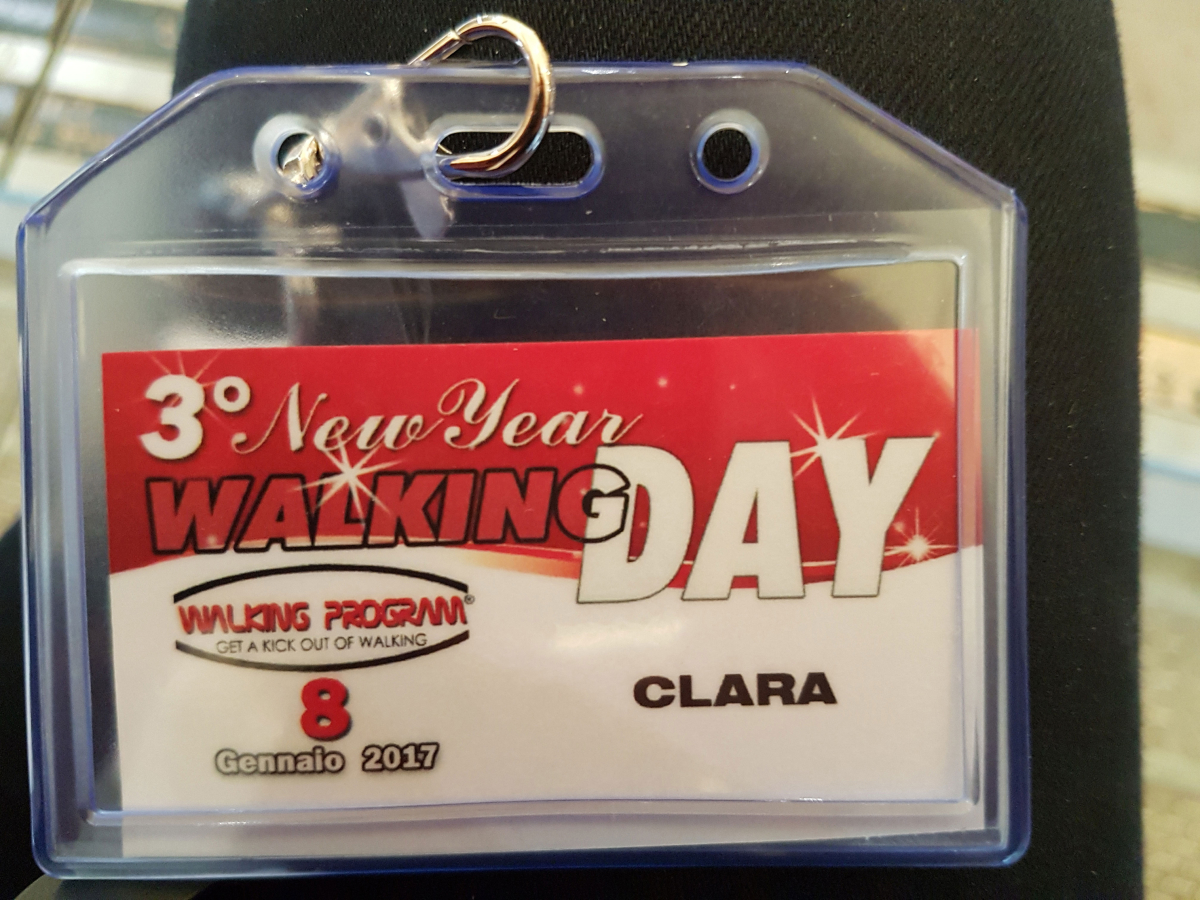 3° New Year
WALKING DAY
WALKING PROGRAM®
GET A KICK OUT OF WALKING
8
Gennaio 2017
CLARA